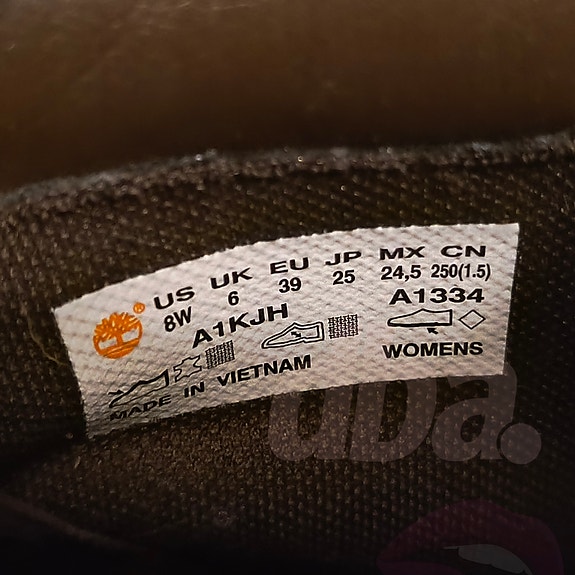 US UK EU JP MX CN
8W 6 39 25 24,5 250(1.5)
A1KJH A1334
MADE IN VIETNAM WOMENS
®